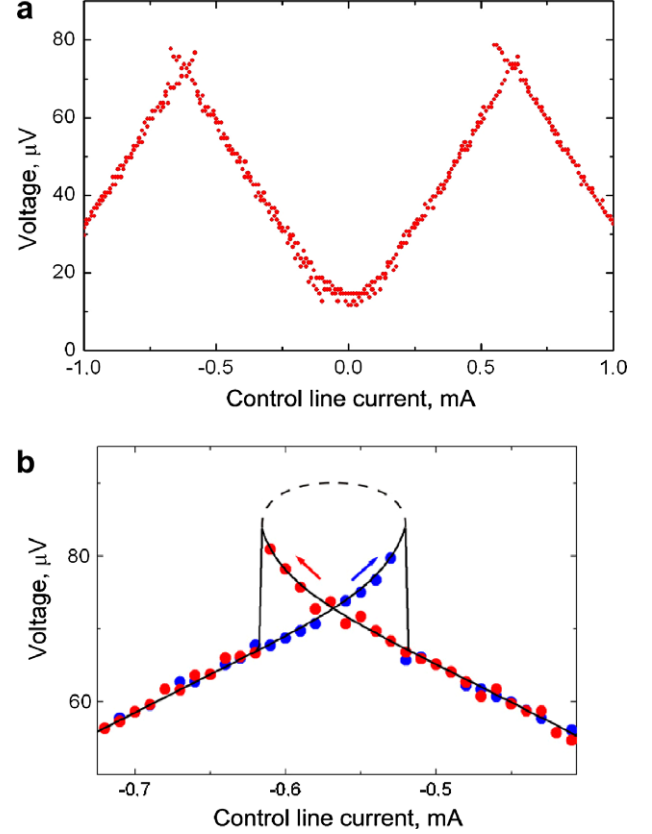 a
80
60
40
20
0
Voltage, μV
-1.0 -0.5 0.0 0.5 1.0
Control line current, mA
b
80
60
Voltage, μV
-0.7 -0.6 -0.5
Control line current, mA